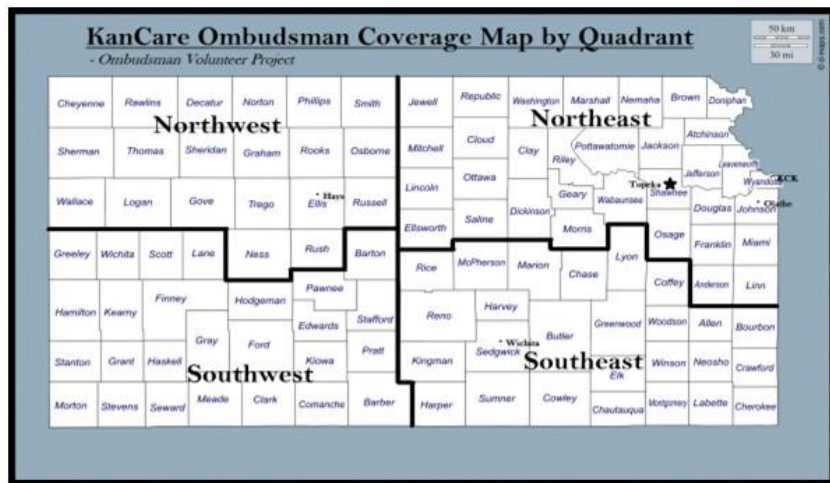 KanCare Ombudsman Coverage Map by Quadrant
- Ombudsman Volunteer Project
50 km
30 mi
© d-maps.com
Cheyenne Rawlins Decatur Norton Phillips Smith Jewell Republic Washington Marshall Nemaha Brown Doniphan
Northwest Northeast
Sherman Thomas Sheridan Graham Rooks Osborne Mitchell Cloud Clay Riley Pottawatomie Jackson Atchinson
Jefferson Leavenworth Wyandotte KCK
Topeka Shawnee
Wallace Logan Gove Trego Ellis Hays Russell Lincoln Ottawa Dickinson Geary Wabaunsee Douglas Johnson Olathe
Ellsworth Saline Morris Osage Franklin Miami
Greeley Wichita Scott Lane Ness Rush Barton Rice McPherson Marion Chase Lyon Coffey Anderson Linn
Hamilton Kearny Finney Hodgeman Pawnee Stafford Reno Harvey Butler Greenwood Woodson Allen Bourbon
Gray Ford Edwards Pratt Kingman Sedgwick Wichita
Stanton Grant Haskell Kiowa Elk Winson Neosho Crawford
Southwest Southeast
Morton Stevens Seward Meade Clark Comanche Barber Harper Sumner Cowley Chautauqua Montgomery Labette Cherokee